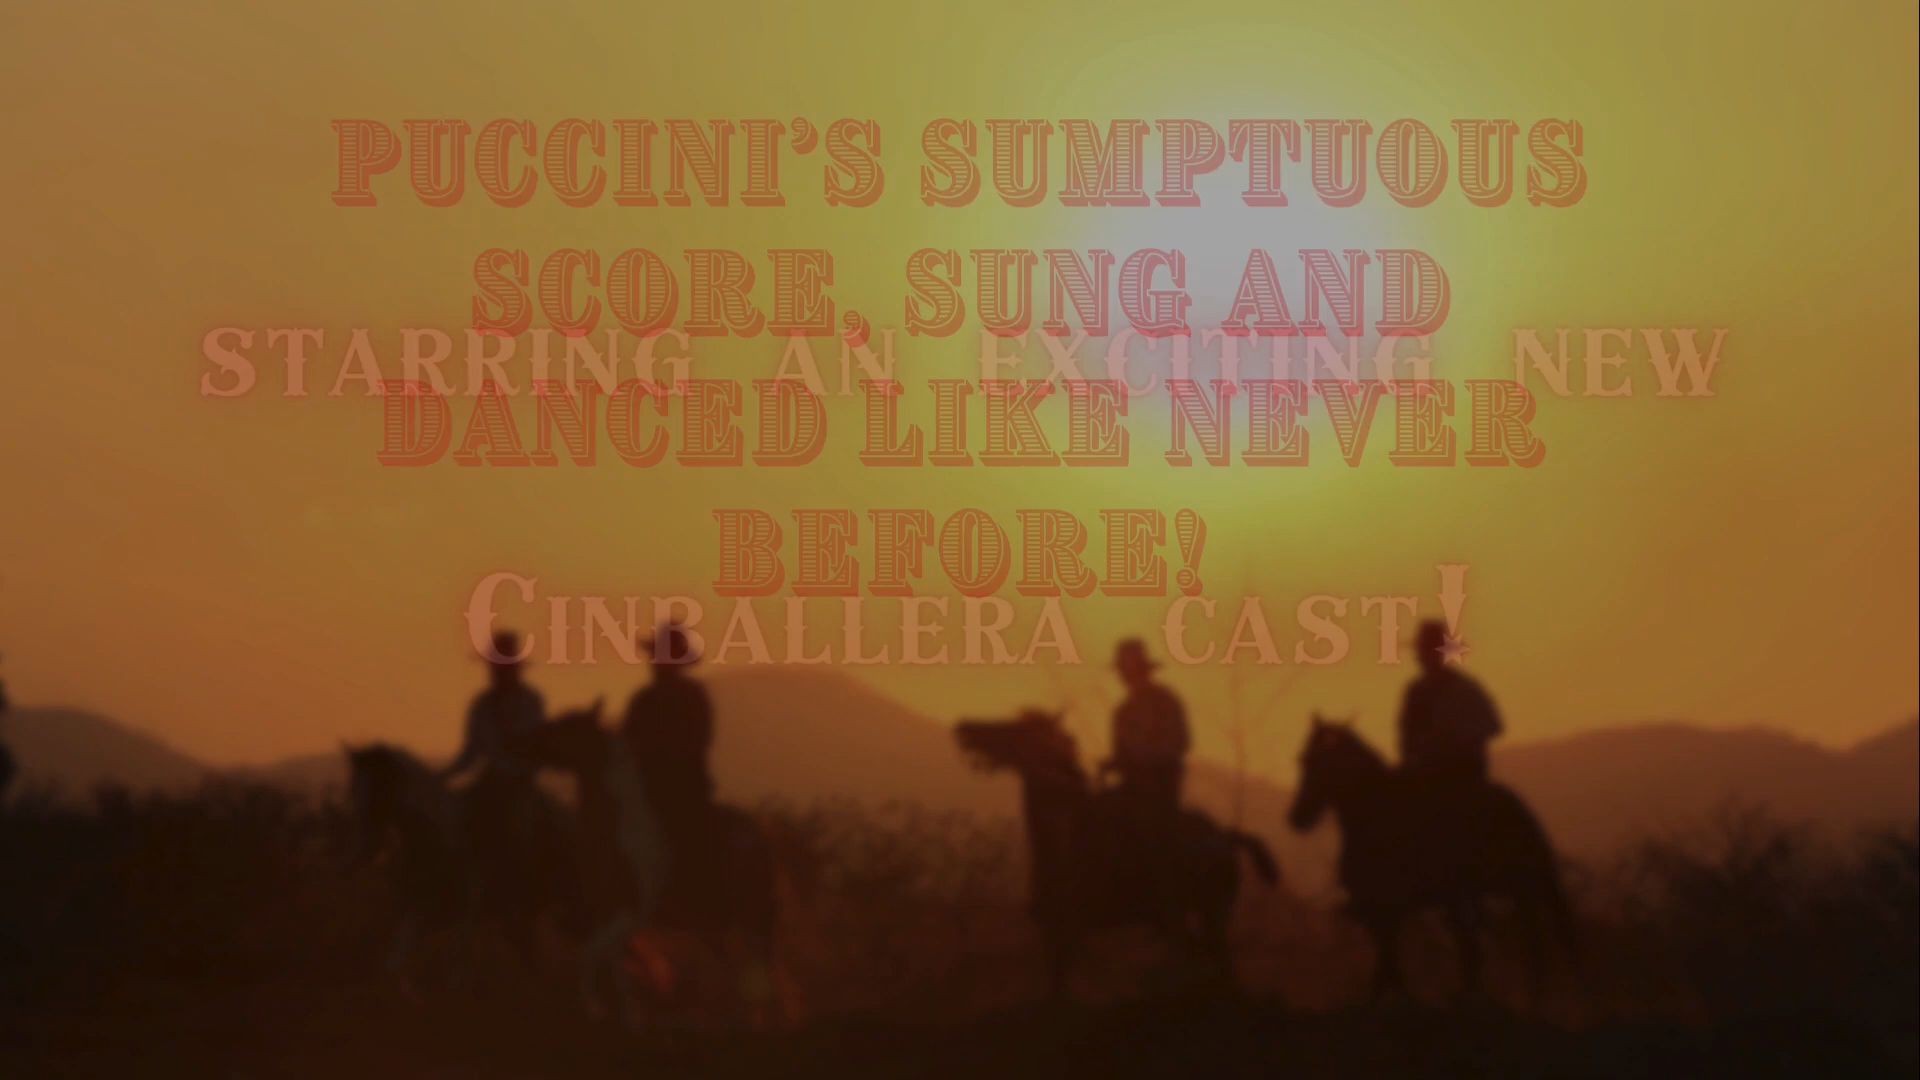 PUCCINI’S SUMPTUOUS
SCORE, SUNG AND
DANCED LIKE NEVER
BEFORE!
STARRING AN EXCITING NEW
CINBALLERA CAST!